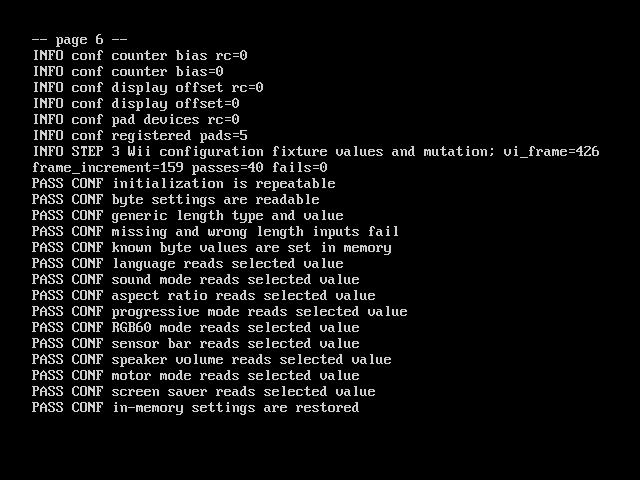 -- page 6 --
INFO conf counter bias rc=0
INFO conf counter bias=0
INFO conf display offset rc=0
INFO conf display offset=0
INFO conf pad devices rc=0
INFO conf registered pads=5
INFO STEP 3 Wii configuration fixture values and mutation; vi_frame=426
frame_increment=159 passes=40 fails=0
PASS CONF initialization is repeatable
PASS CONF byte settings are readable
PASS CONF generic length type and value
PASS CONF missing and wrong length inputs fail
PASS CONF known byte values are set in memory
PASS CONF language reads selected value
PASS CONF sound mode reads selected value
PASS CONF aspect ratio reads selected value
PASS CONF progressive mode reads selected value
PASS CONF RGB60 mode reads selected value
PASS CONF sensor bar reads selected value
PASS CONF speaker volume reads selected value
PASS CONF motor mode reads selected value
PASS CONF screen saver reads selected value
PASS CONF in-memory settings are restored